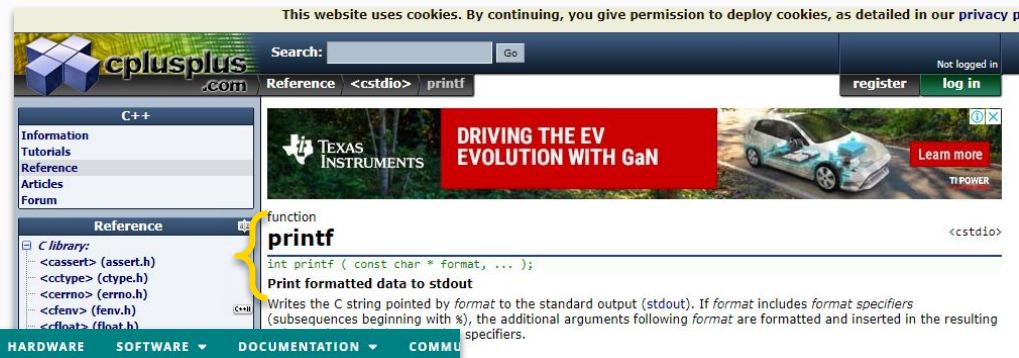 This website uses cookies. By continuing, you give permission to deploy cookies, as detailed in our privacy
cplusplus
.com
Search:
Go
Not logged in
Reference <cstdio> printf
register
log in
C++
Information
Tutorials
Reference
Articles
Forum
TEXAS
INSTRUMENTS
DRIVING THE EV
EVOLUTION WITH GaN
Learn more
TI POWER
Reference
C library:
<cassert> (assert.h)
<cctype> (ctype.h)
<cerrno> (errno.h)
<cfenv> (fenv.h)
<cfloat> (float.h)
function
printf
<cstdio>
int printf ( const char * format, ... );
Print formatted data to stdout
Writes the C string pointed by format to the standard output (stdout). If format includes format specifiers
(subsequences beginning with %), the additional arguments following format are formatted and inserted in the resulting
specifiers.
HARDWARE SOFTWARE DOCUMENTATION COMMU